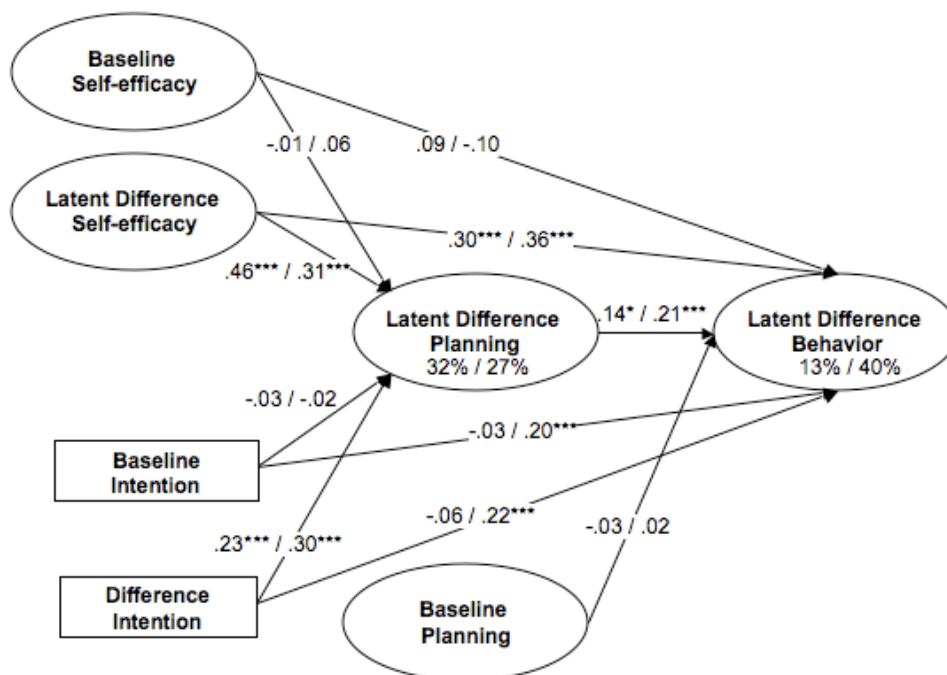 Baseline
Self-efficacy
-.01 / .06
.09 / -.10
Latent Difference
Self-efficacy
.30*** / .36***
.46*** / .31***
Latent Difference
Planning
32% / 27%
.14* / .21***
Latent Difference
Behavior
13% / 40%
-.03 / -.02
-.03 / .20***
Baseline
Intention
-.06 / .22***
-.03 / .02
.23*** / .30***
Difference
Intention
Baseline
Planning